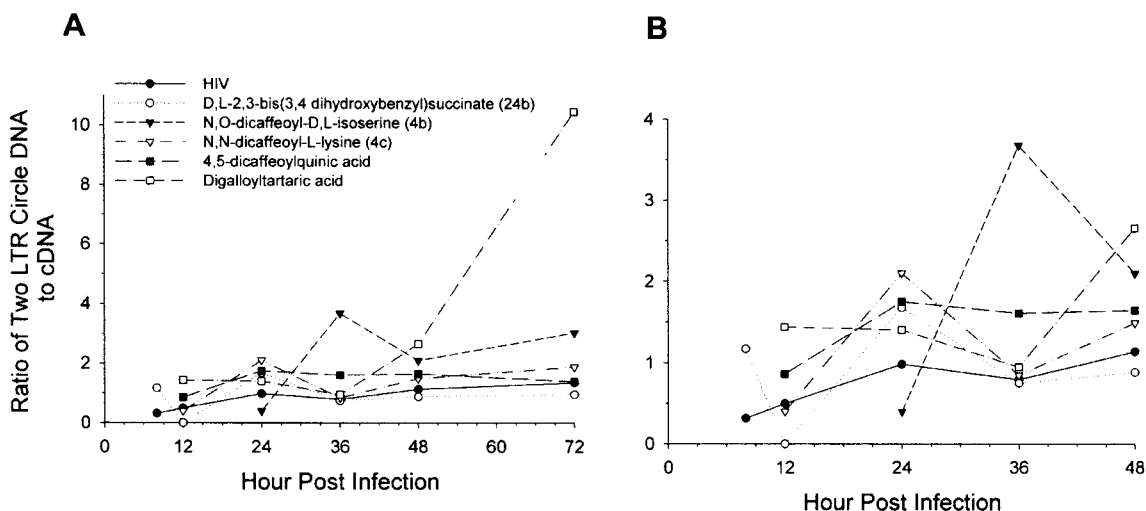 A
HIV
D,L-2,3-bis(3,4 dihydroxybenzyl)succinate (24b)
N,O-dicaffeoyl-D,L-isoserine (4b)
N,N-dicaffeoyl-L-lysine (4c)
4,5-dicaffeoylquinic acid
Digalloyltartaric acid
Ratio of Two LTR Circle DNA
to cDNA
10
8
6
4
2
0
0 12 24 36 48 72
Hour Post Infection
B
4
3
2
1
0
0 12 24 36 48
Hour Post Infection